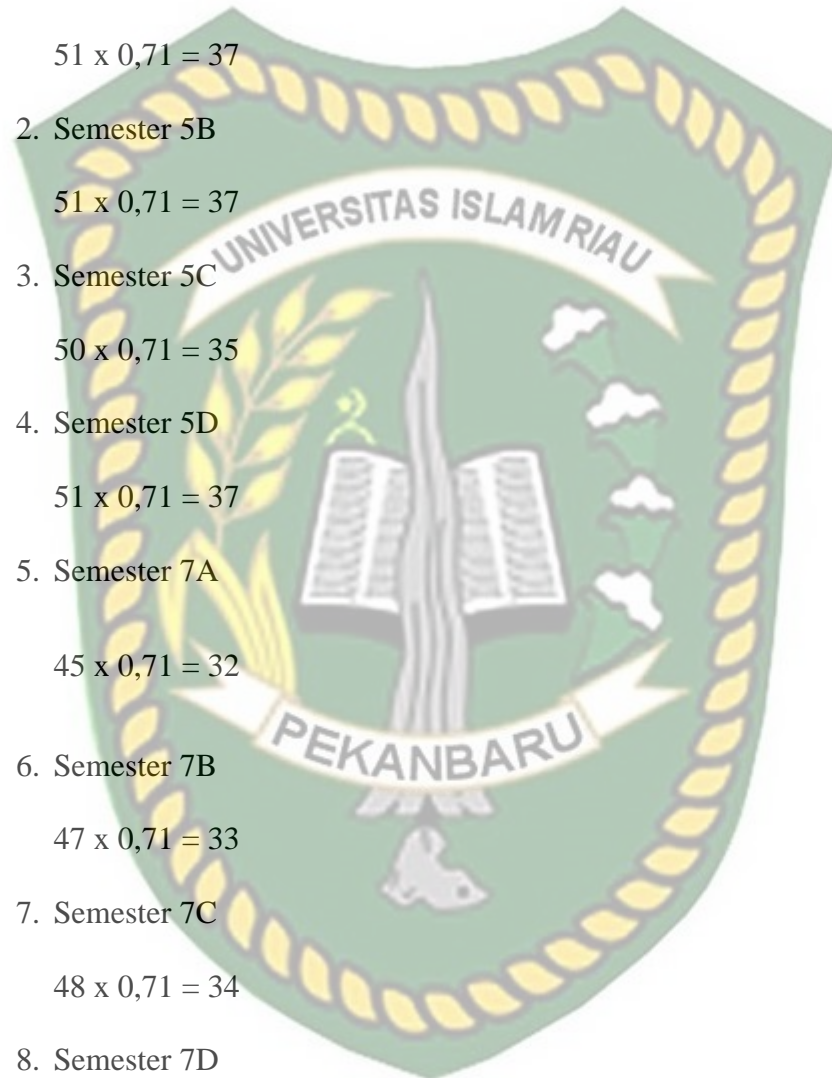 51 x 0,71 = 37
2. Semester 5B
51 x 0,71 = 37
UNIVERSITAS ISLAM RIAU
3. Semester 5C
50 x 0,71 = 35
4. Semester 5D
51 x 0,71 = 37
5. Semester 7A
45 x 0,71 = 32
PEKANBARU
6. Semester 7B
47 x 0,71 = 33
7. Semester 7C
48 x 0,71 = 34
8. Semester 7D